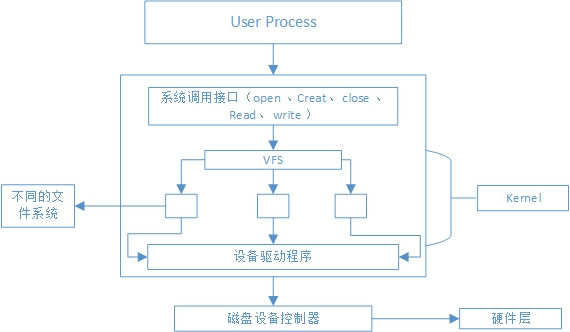 User Process
系统调用接口（open 、Creat、 close 、
Read、 write ）
VFS
不同的文
件系统
Kernel
设备驱动程序
磁盘设备控制器
硬件层